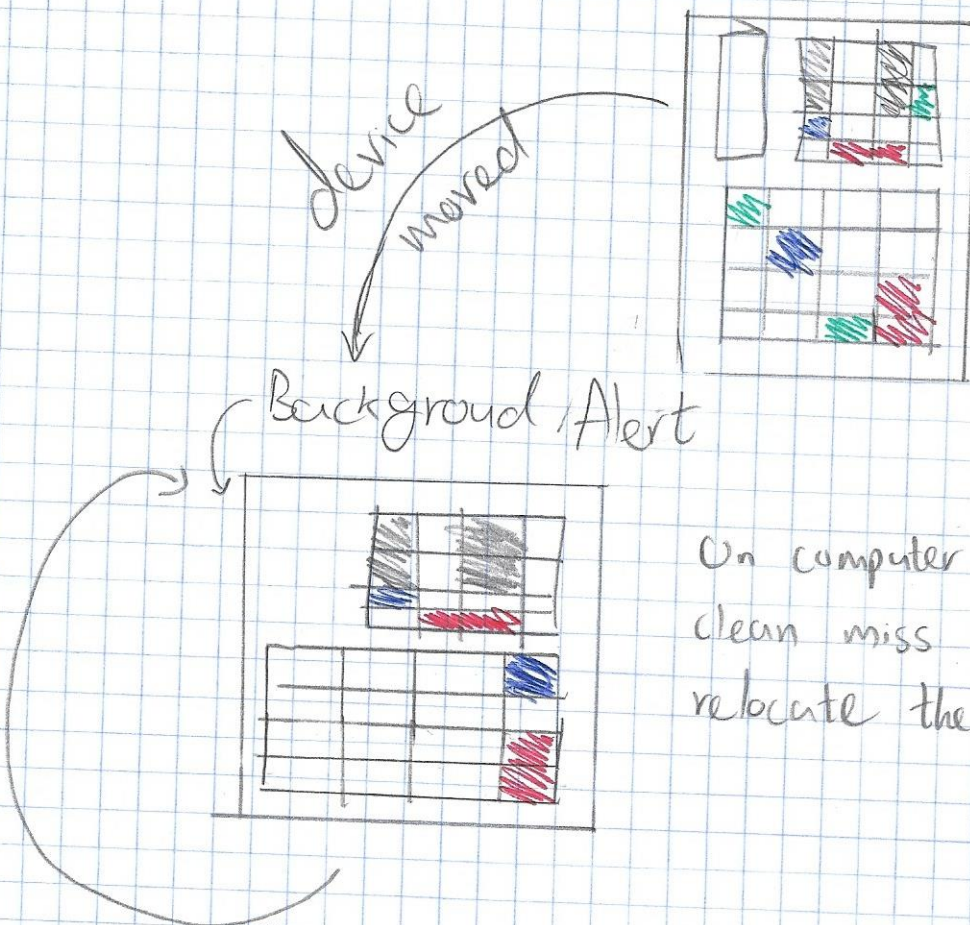 device
moved
Backgroud Alert
On computer
clean miss
relocate the